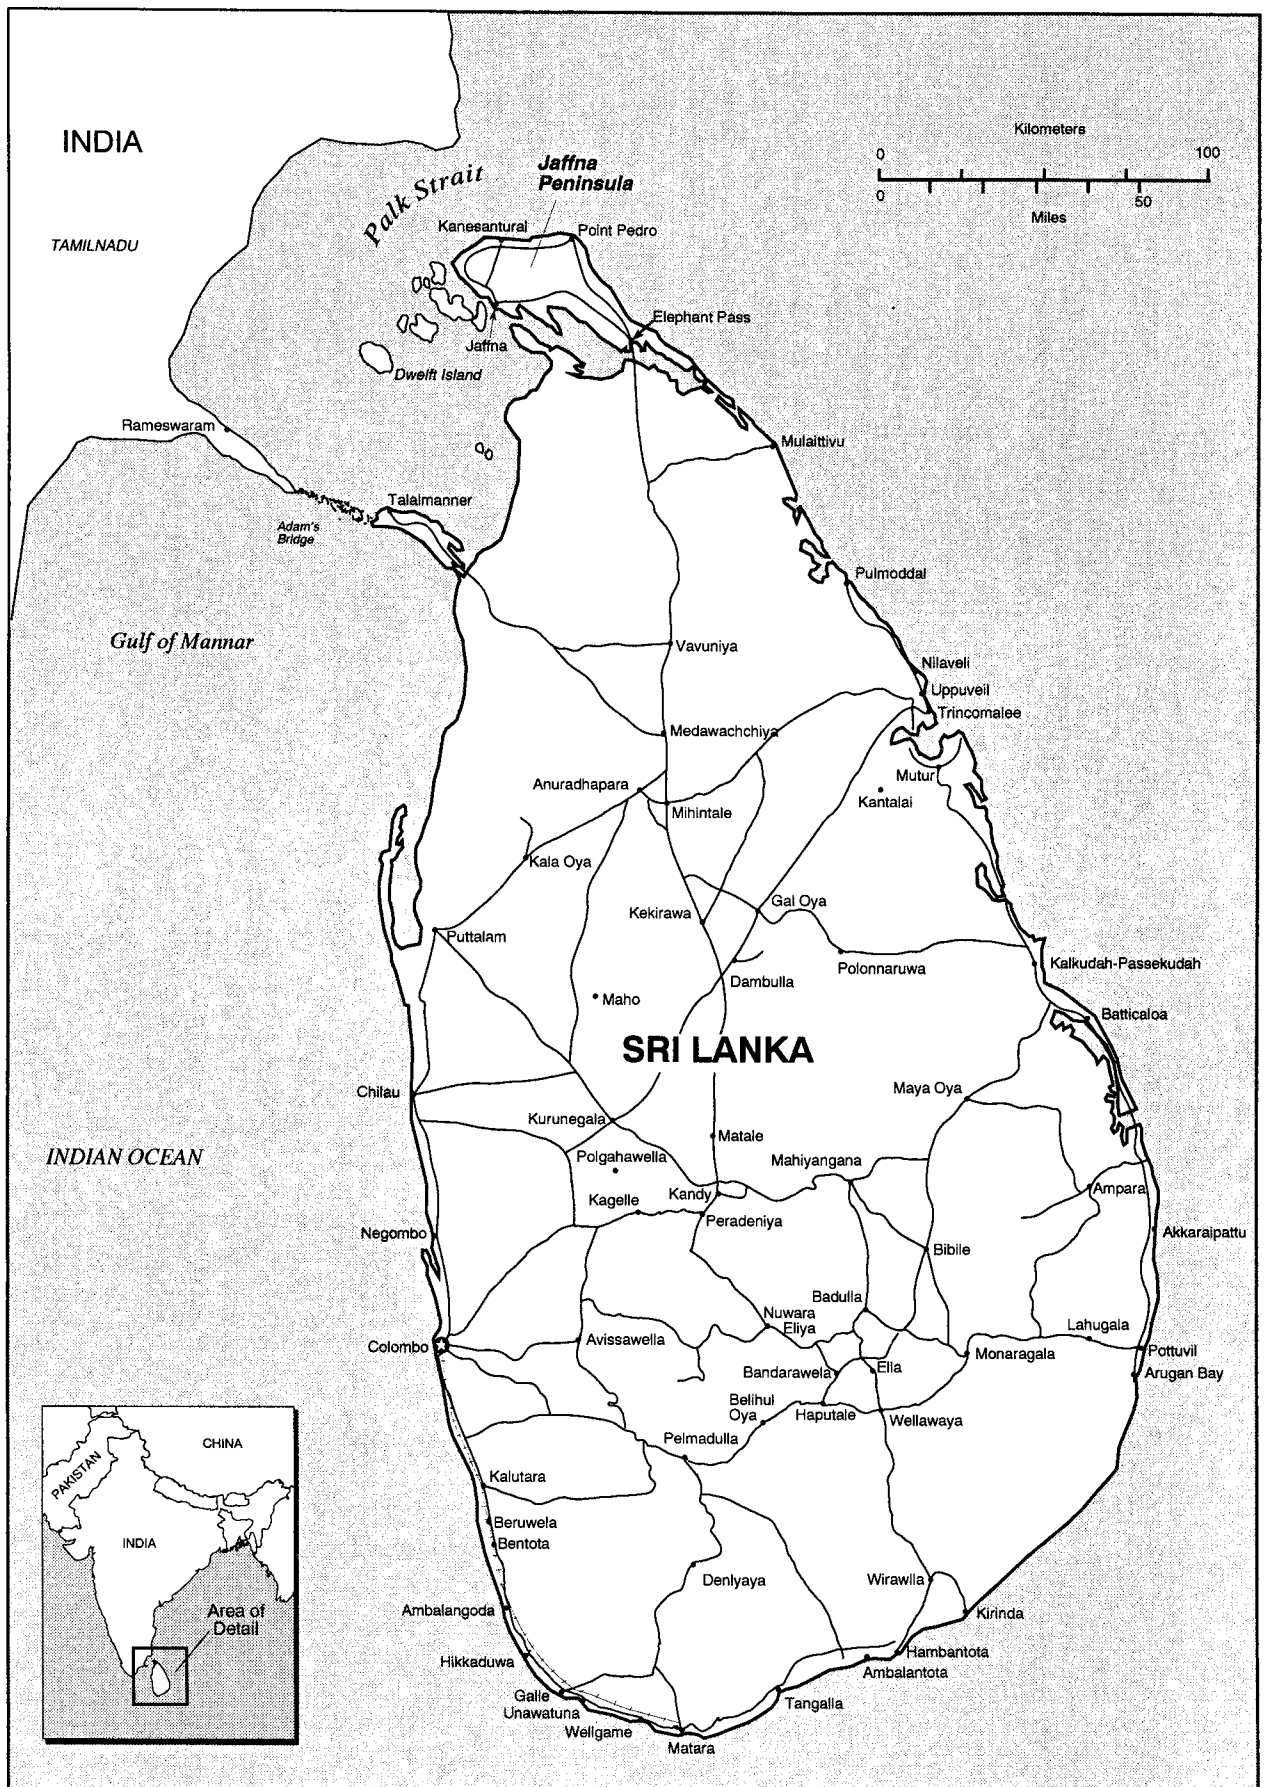 INDIA
Kilometers
0 100
0 50
Miles
Palk Strait
Jaffna
Peninsula
TAMILNADU
Kanesantural
Point Pedro
Elephant Pass
Jaffna
Dwelft Island
Rameswaram
Mulaittivu
Talaimanner
Adam's
Bridge
Pulmoddal
Gulf of Mannar
Vavuniya
Nilaveli
Uppuveil
Trincomalee
Medawachchiya
Mutur
Anuradhapara
Kantalai
Mihintale
Kala Oya
Gal Oya
Kekirawa
Puttalam
Kalkudah-Passekudah
Polonnaruwa
Dambulla
Maho
Batticaloa
SRI LANKA
Chilau
Maya Oya
Kurunegala
Matale
INDIAN OCEAN
Polgahawella
Mahiyangana
Kandy
Ampara
Kagelle
Peradeniya
Negombo
Akkaraipattu
Bibile
Badulla
Nuwara
Eliya
Lahugala
Colombo
Avissawella
Monaragala
Pottuvil
Bandarawela
Ella
Arugan Bay
Belihul
Oya
Haputale
Wellawaya
Pelmadulla
CHINA
PAKISTAN
INDIA
Area of
Detail
Kalutara
Beruwela
Bentota
Denlyaya
Wirawlla
Ambalangoda
Kirinda
Hambantota
Hikkaduwa
Ambalantota
Galle
Unawatuna
Tangalla
Wellgame
Matara